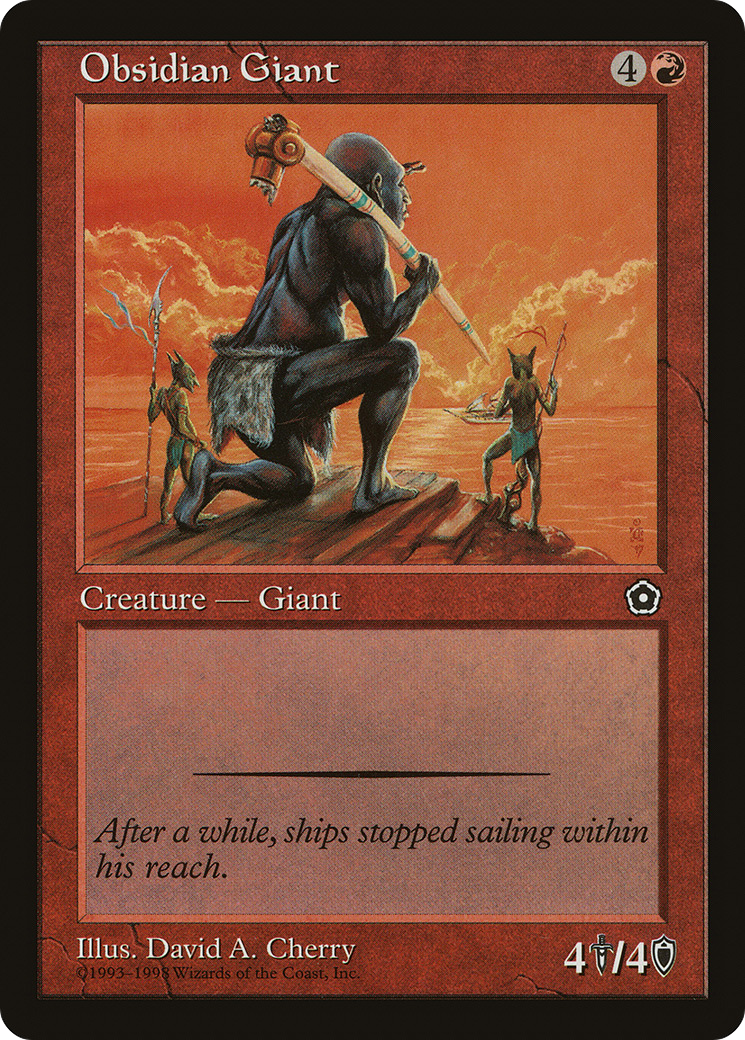 Obsidian Giant 4
Creature — Giant
After a while, ships stopped sailing within
his reach.
Illus. David A. Cherry
©1993–1998 Wizards of the Coast, Inc.
4/4